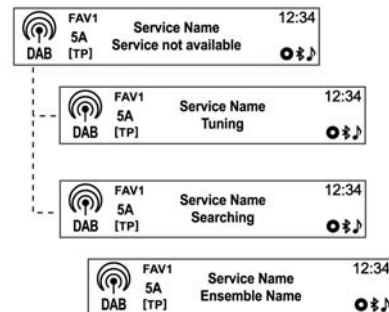 FAV1
Service Name
12:34
5A
Service not available
DAB
[TP]
FAV1
Service Name
12:34
5A
Tuning
DAB
[TP]
FAV1
Service Name
12:34
5A
Searching
DAB
[TP]
FAV1
Service Name
12:34
5A
Ensemble Name
DAB
[TP]